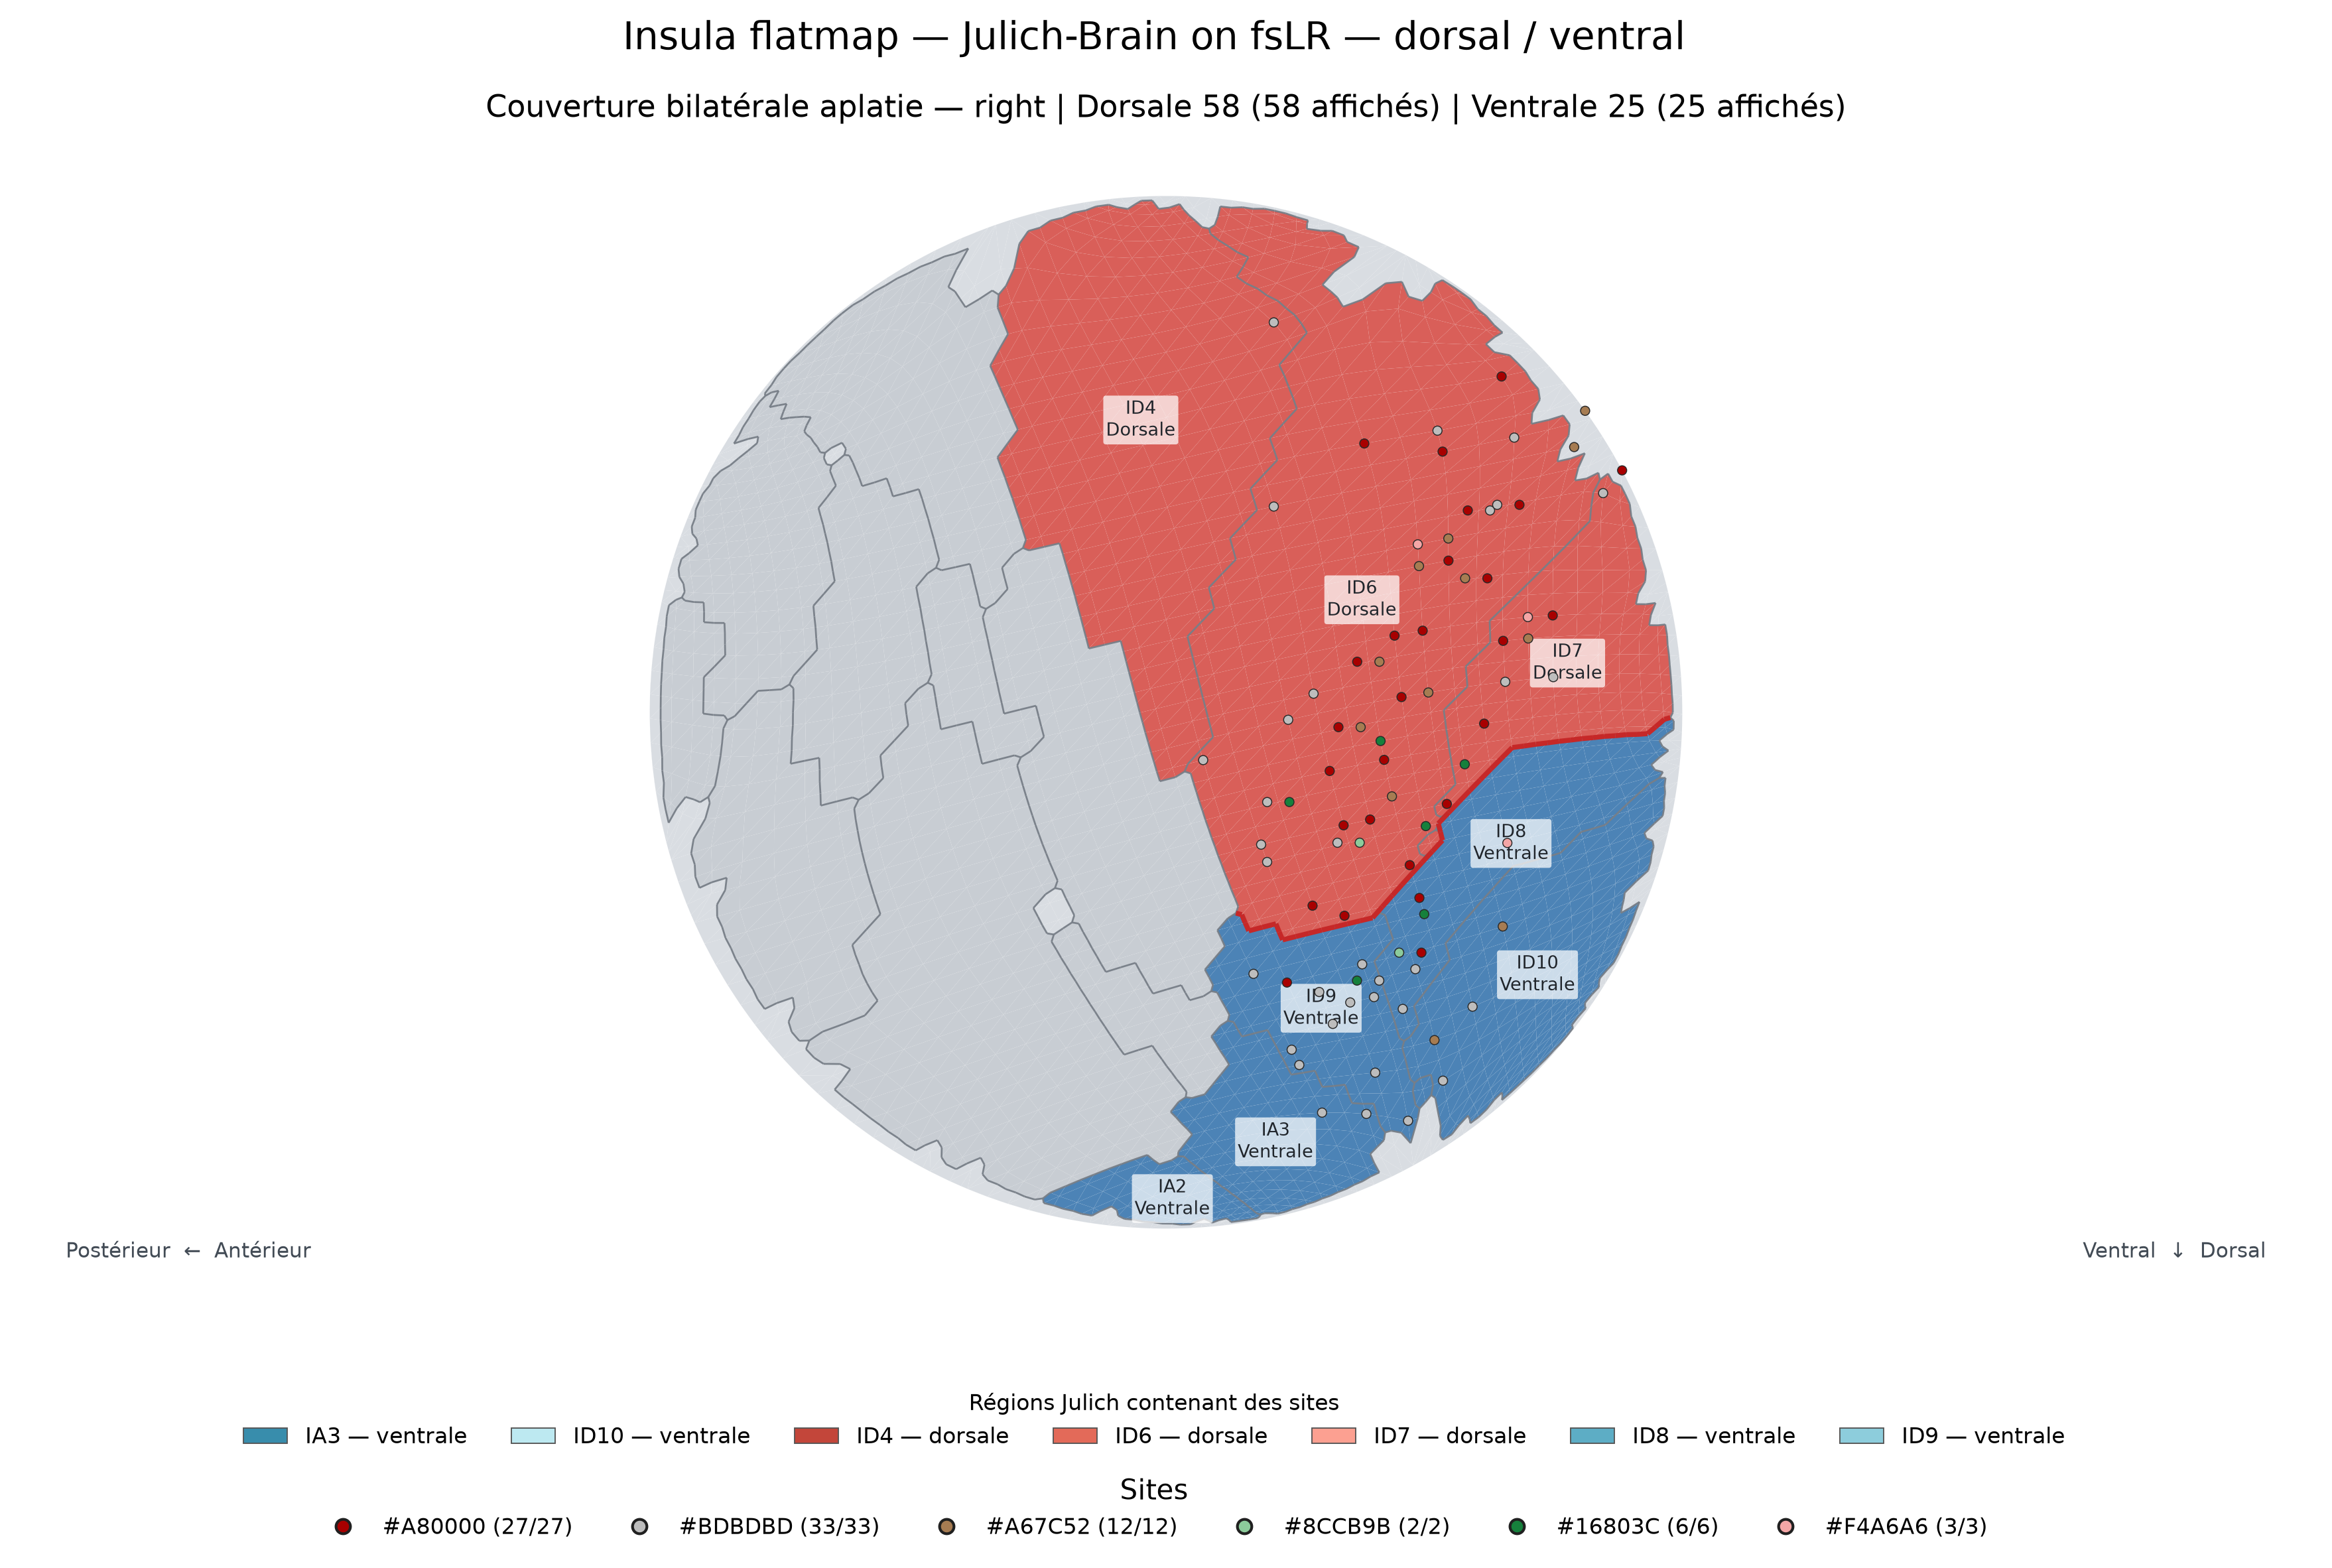 Insula flatmap — Julich-Brain on fsLR — dorsal / ventral
Couverture bilatérale aplatie — right | Dorsale 58 (58 affichés) | Ventrale 25 (25 affichés)
ID4
Dorsale
ID6
Dorsale
ID7
Dorsale
ID8
Ventrale
ID10
Ventrale
ID9
Ventrale
IA3
Ventrale
IA2
Ventrale
Postérieur ← Antérieur
Ventral ↓ Dorsal
Régions Julich contenant des sites
IA3 — ventrale
ID10 — ventrale
ID4 — dorsale
ID6 — dorsale
ID7 — dorsale
ID8 — ventrale
ID9 — ventrale
Sites
#A80000 (27/27)
#BDBDBD (33/33)
#A67C52 (12/12)
#8CCB9B (2/2)
#16803C (6/6)
#F4A6A6 (3/3)